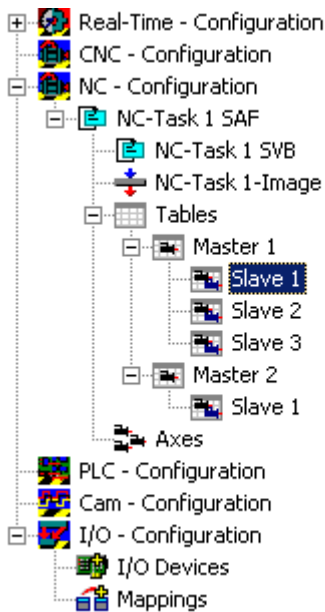 Real-Time - Configuration
CNC - Configuration
NC - Configuration
NC-Task 1 SAF
NC-Task 1 SVB
NC-Task 1-Image
Tables
Master 1
Slave 1
Slave 2
Slave 3
Master 2
Slave 1
Axes
PLC - Configuration
Cam - Configuration
I/O - Configuration
I/O Devices
Mappings